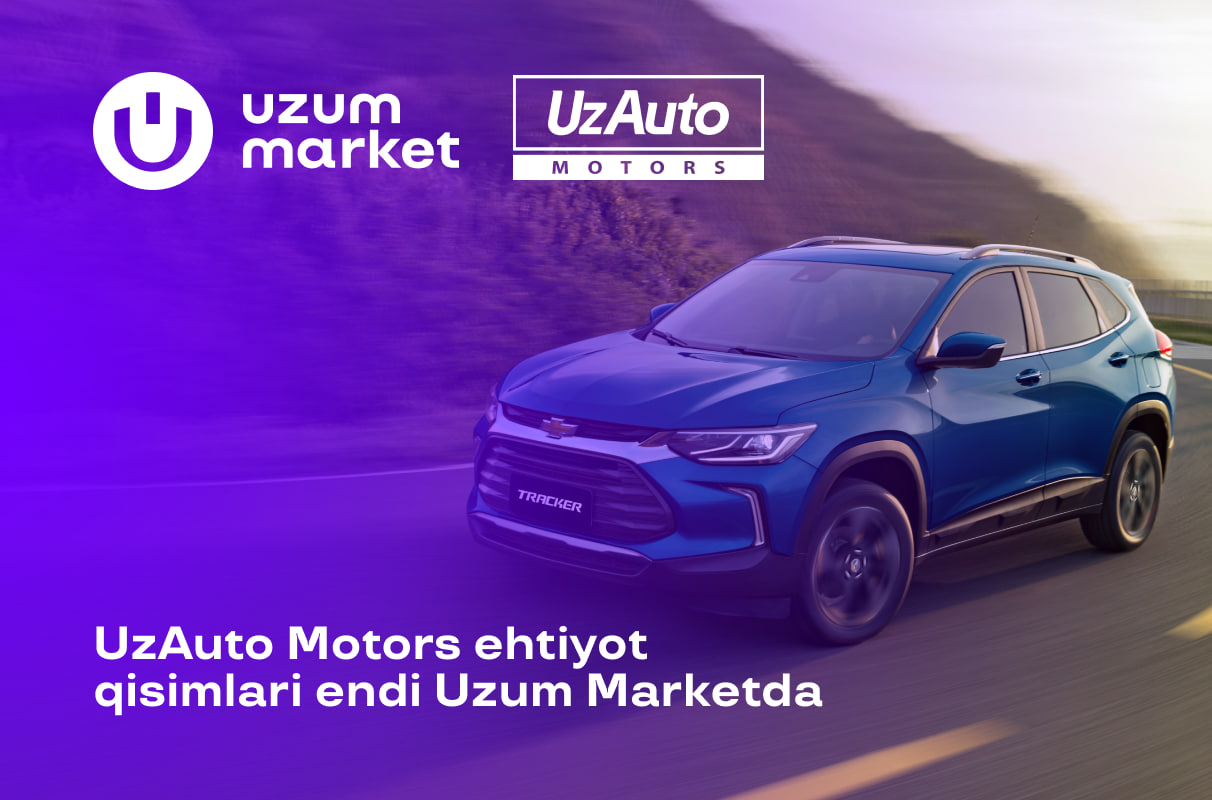 uzum
market
UzAuto
MOTORS
TRACKER
UzAuto Motors ehtiyot
qisimlari endi Uzum Marketda